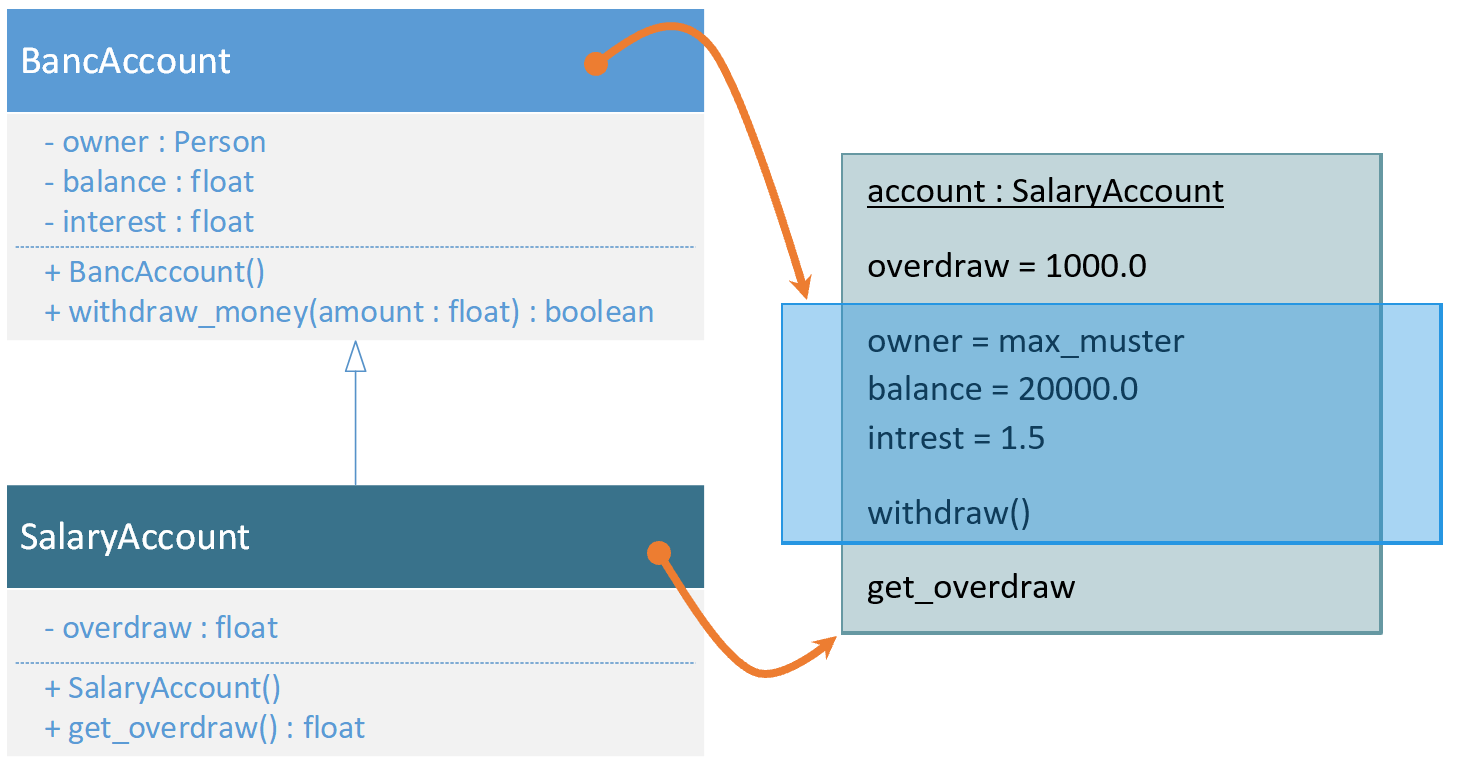 BancAccount
- owner : Person
- balance : float
- interest : float
+ BancAccount()
+ withdraw_money(amount : float) : boolean
SalaryAccount
- overdraw : float
+ SalaryAccount()
+ get_overdraw() : float
account : SalaryAccount
overdraw = 1000.0
owner = max_muster
balance = 20000.0
intrest = 1.5
withdraw()
get_overdraw